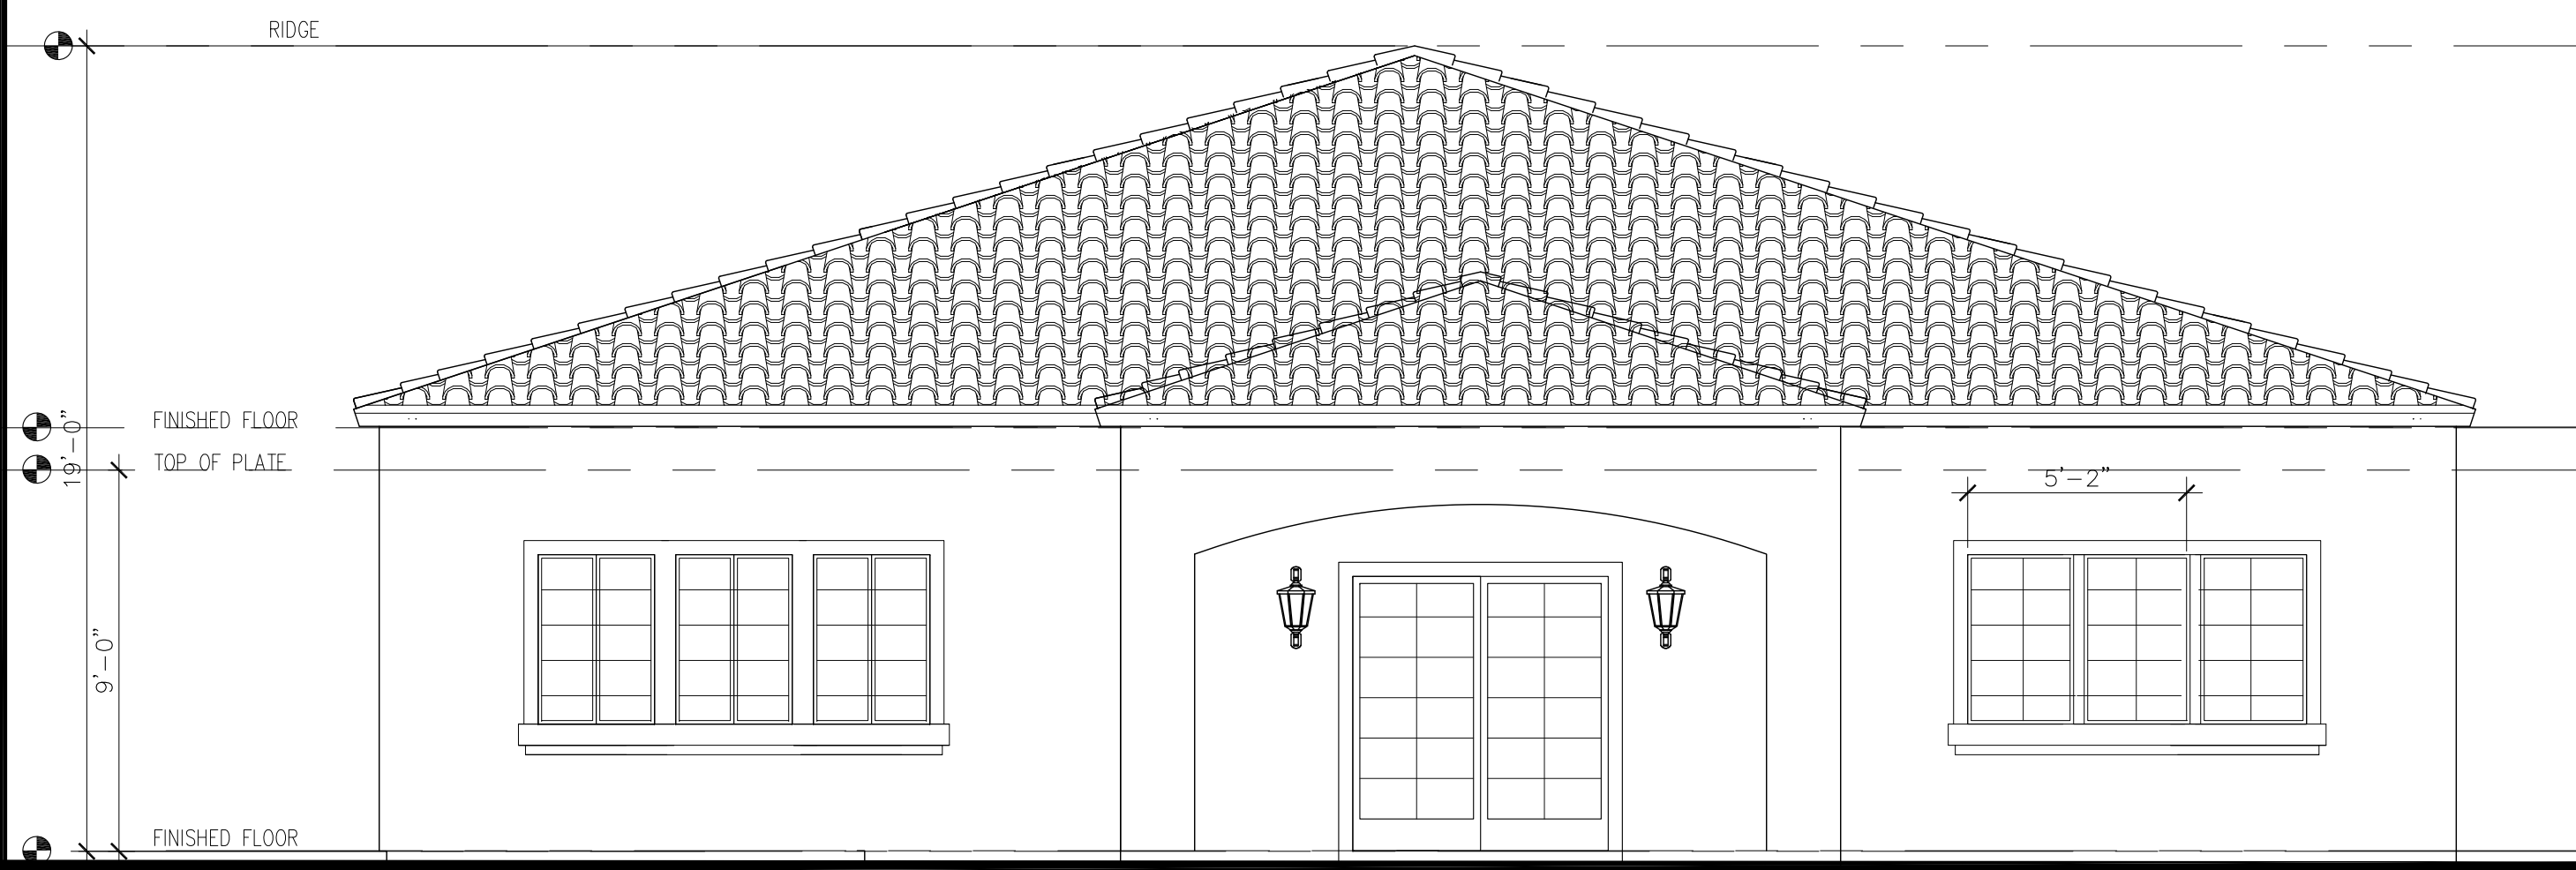 RIDGE
FINISHED FLOOR
19'-0"
TOP OF PLATE
5'-2"
9'-0"
FINISHED FLOOR